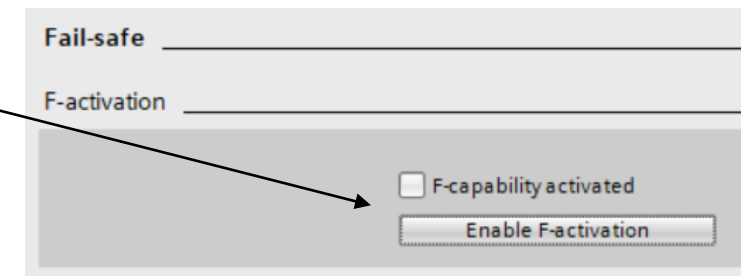 Fail-safe
F-activation
F-capability activated
Enable F-activation